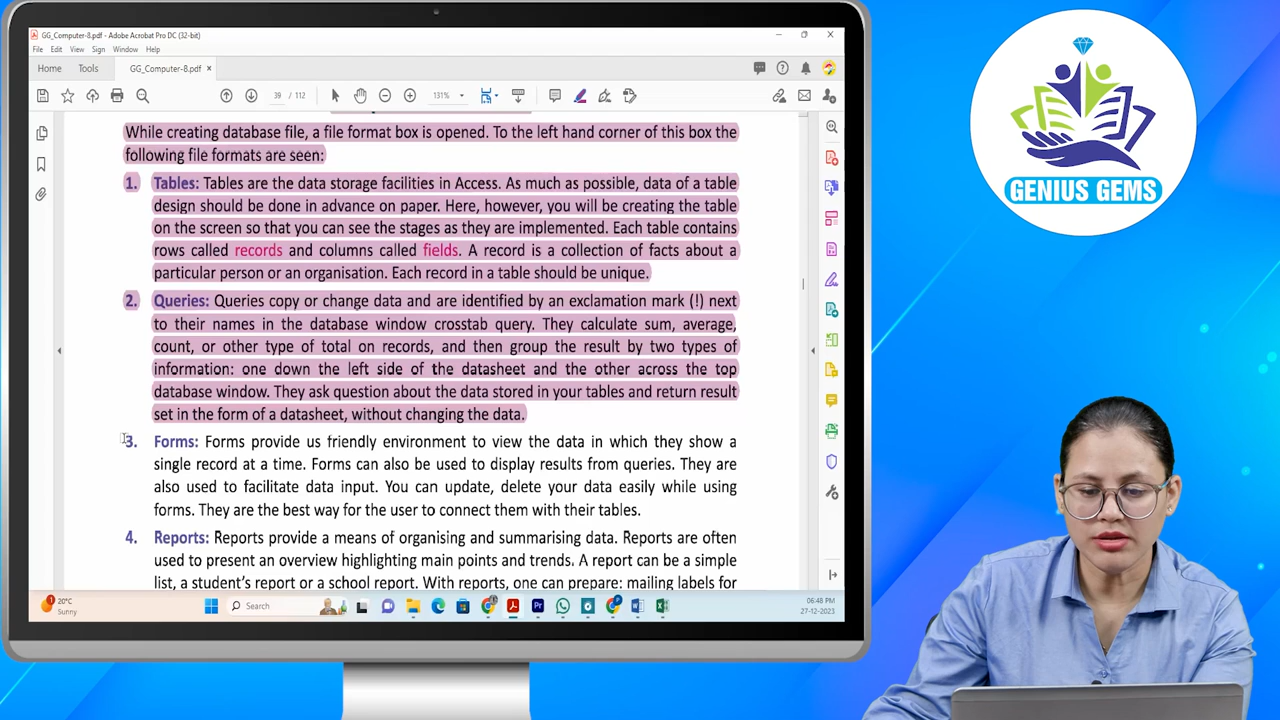 GG_Computer-8.pdf - Adobe Acrobat Pro DC (32-bit)
File Edit View Sign Window Help
Home Tools GG_Computer-8.pdf ×
39 / 112 131%
While creating database file, a file format box is opened. To the left hand corner of this box the
following file formats are seen:
1. Tables: Tables are the data storage facilities in Access. As much as possible, data of a table
design should be done in advance on paper. Here, however, you will be creating the table
on the screen so that you can see the stages as they are implemented. Each table contains
rows called records and columns called fields. A record is a collection of facts about a
particular person or an organisation. Each record in a table should be unique.
2. Queries: Queries copy or change data and are identified by an exclamation mark (!) next
to their names in the database window crosstab query. They calculate sum, average,
count, or other type of total on records, and then group the result by two types of
information: one down the left side of the datasheet and the other across the top
database window. They ask question about the data stored in your tables and return result
set in the form of a datasheet, without changing the data.
3. Forms: Forms provide us friendly environment to view the data in which they show a
single record at a time. Forms can also be used to display results from queries. They are
also used to facilitate data input. You can update, delete your data easily while using
forms. They are the best way for the user to connect them with their tables.
4. Reports: Reports provide a means of organising and summarising data. Reports are often
used to present an overview highlighting main points and trends. A report can be a simple
list, a student's report or a school report. With reports, one can prepare: mailing labels for
20°C
Sunny
Search
06:48 PM
27-12-2023
GENIUS GEMS